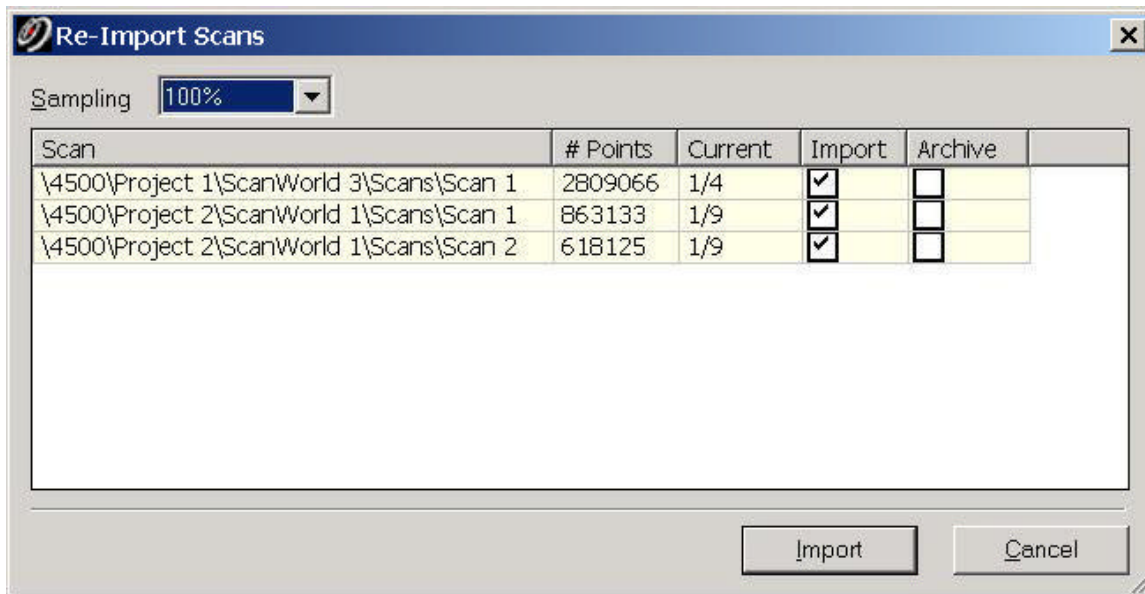 Re-Import Scans
Sampling 100%
Scan # Points Current Import Archive
\4500\Project 1\ScanWorld 3\Scans\Scan 1 2809066 1/4
\4500\Project 2\ScanWorld 1\Scans\Scan 1 863133 1/9
\4500\Project 2\ScanWorld 1\Scans\Scan 2 618125 1/9
Import Cancel